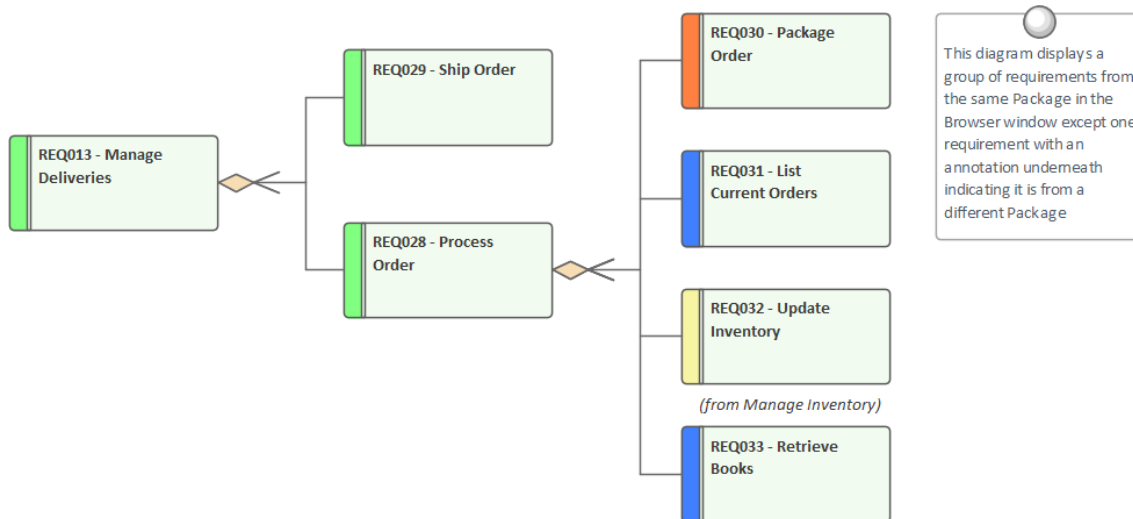 REQ013 - Manage
Deliveries
REQ029 - Ship Order
REQ028 - Process
Order
REQ030 - Package
Order
REQ031 - List
Current Orders
REQ032 - Update
Inventory
(from Manage Inventory)
REQ033 - Retrieve
Books
This diagram displays a
group of requirements from
the same Package in the
Browser window except one
requirement with an
annotation underneath
indicating it is from a
different Package